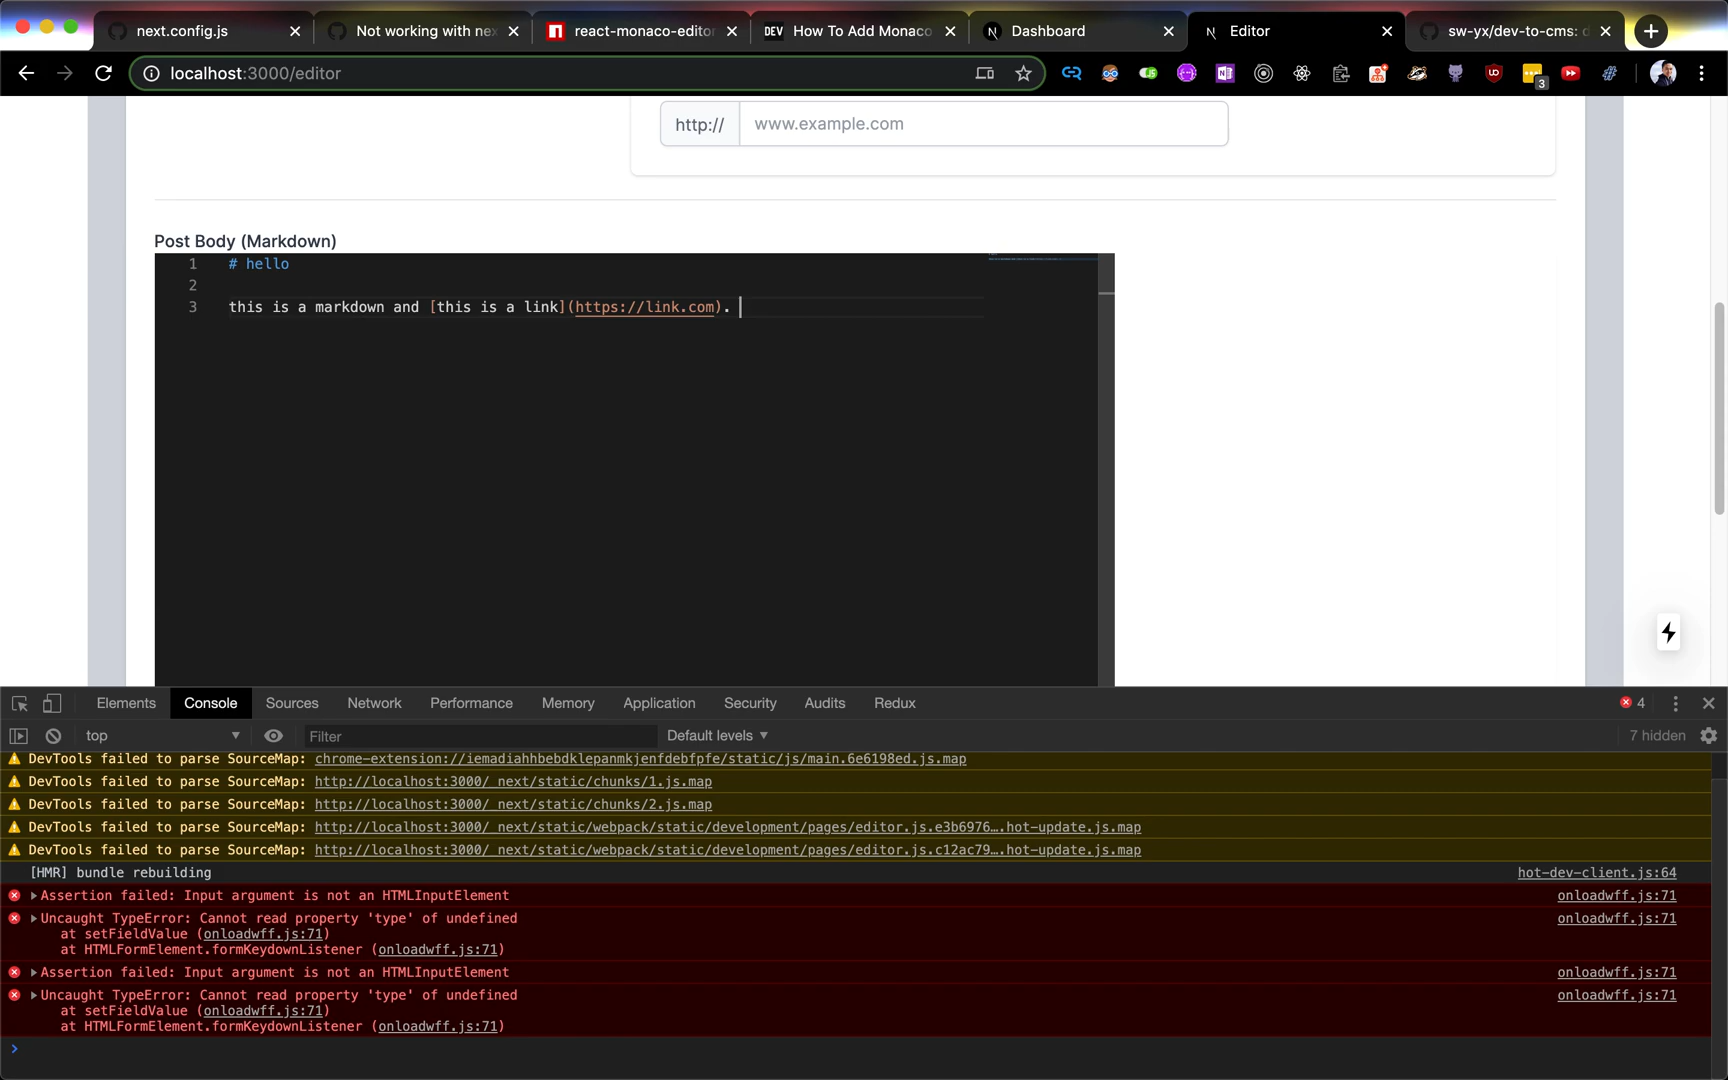 next.config.js
Not working with nex
react-monaco-editor
DEV How To Add Monaco
N Dashboard
N Editor
sw-yx/dev-to-cms: d
localhost:3000/editor
3
http:// www.example.com
Post Body (Markdown)
1 # hello
2
3 this is a markdown and [this is a link](https://link.com).
Elements Console Sources Network Performance Memory Application Security Audits Redux 4
top Filter Default levels ▼ 7 hidden
DevTools failed to parse SourceMap: chrome-extension://iemadiahhbebdklepanmkjenfdebfpfe/static/js/main.6e6198ed.js.map
DevTools failed to parse SourceMap: http://localhost:3000/_next/static/chunks/1.js.map
DevTools failed to parse SourceMap: http://localhost:3000/_next/static/chunks/2.js.map
DevTools failed to parse SourceMap: http://localhost:3000/_next/static/webpack/static/development/pages/editor.js.e3b6976….hot-update.js.map
DevTools failed to parse SourceMap: http://localhost:3000/_next/static/webpack/static/development/pages/editor.js.c12ac79….hot-update.js.map
[HMR] bundle rebuilding hot-dev-client.js:64
Assertion failed: Input argument is not an HTMLInputElement onloadwff.js:71
Uncaught TypeError: Cannot read property 'type' of undefined onloadwff.js:71
at setFieldValue (onloadwff.js:71)
at HTMLFormElement.formKeydownListener (onloadwff.js:71)
Assertion failed: Input argument is not an HTMLInputElement onloadwff.js:71
Uncaught TypeError: Cannot read property 'type' of undefined onloadwff.js:71
at setFieldValue (onloadwff.js:71)
at HTMLFormElement.formKeydownListener (onloadwff.js:71)